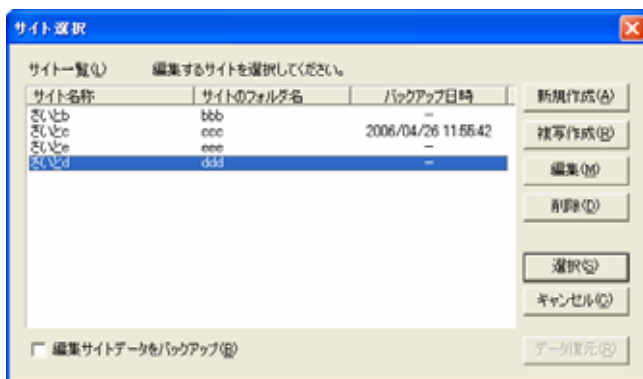 サイト選択
サイト一覧(L) 編集するサイトを選択してください。
サイト名称 サイトのフォルダ名 バックアップ日時
さいとb bbb –
さいとc ccc 2006/04/26 11:55:42
さいとe eee –
さいとd ddd –
新規作成(A)
複写作成(P)
編集(M)
削除(D)
選択(S)
キャンセル(C)
編集サイトデータをバックアップ(B)
データ復元(R)